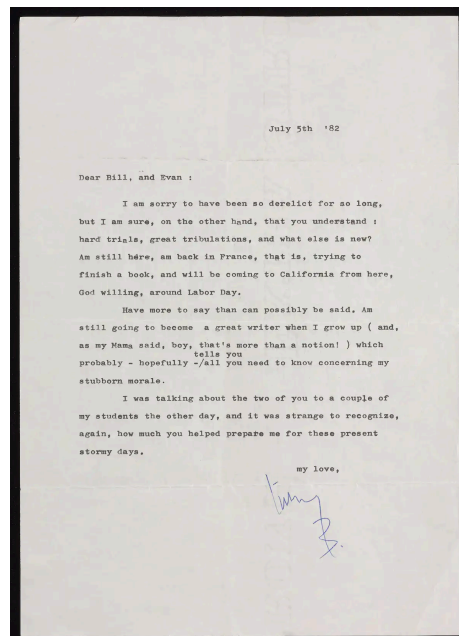 July 5th '82
Dear Bill, and Evan :
I am sorry to have been so derelict for so long,
but I am sure, on the other hand, that you understand :
hard trials, great tribulations, and what else is new?
Am still here, am back in France, that is, trying to
finish a book, and will be coming to California from here,
God willing, around Labor Day.
Have more to say than can possibly be said. Am
still going to become a great writer when I grow up ( and,
as my Mama said, boy, that's more than a notion! ) which
tells you
probably - hopefully -/all you need to know concerning my
stubborn morale.
I was talking about the two of you to a couple of
my students the other day, and it was strange to recognize,
again, how much you helped prepare me for these present
stormy days.
my love,
B.